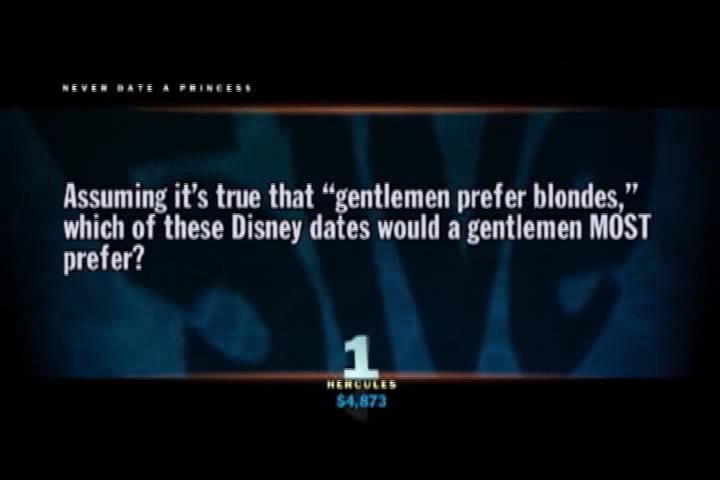 NEVER DATE A PRINCESS
Assuming it's true that “gentlemen prefer blondes,”
which of these Disney dates would a gentlemen MOST
prefer?
1
HERCULES
$4,873